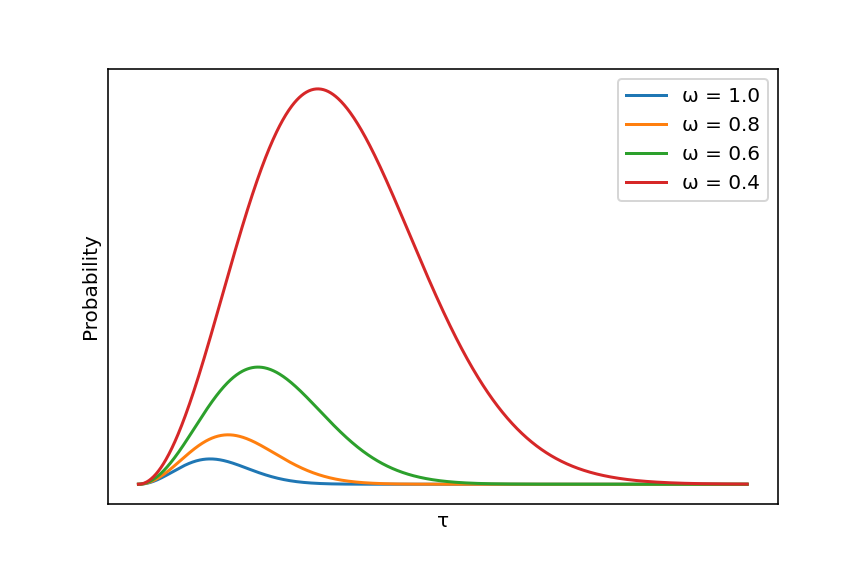 ω = 1.0
ω = 0.8
ω = 0.6
ω = 0.4
Probability
τ